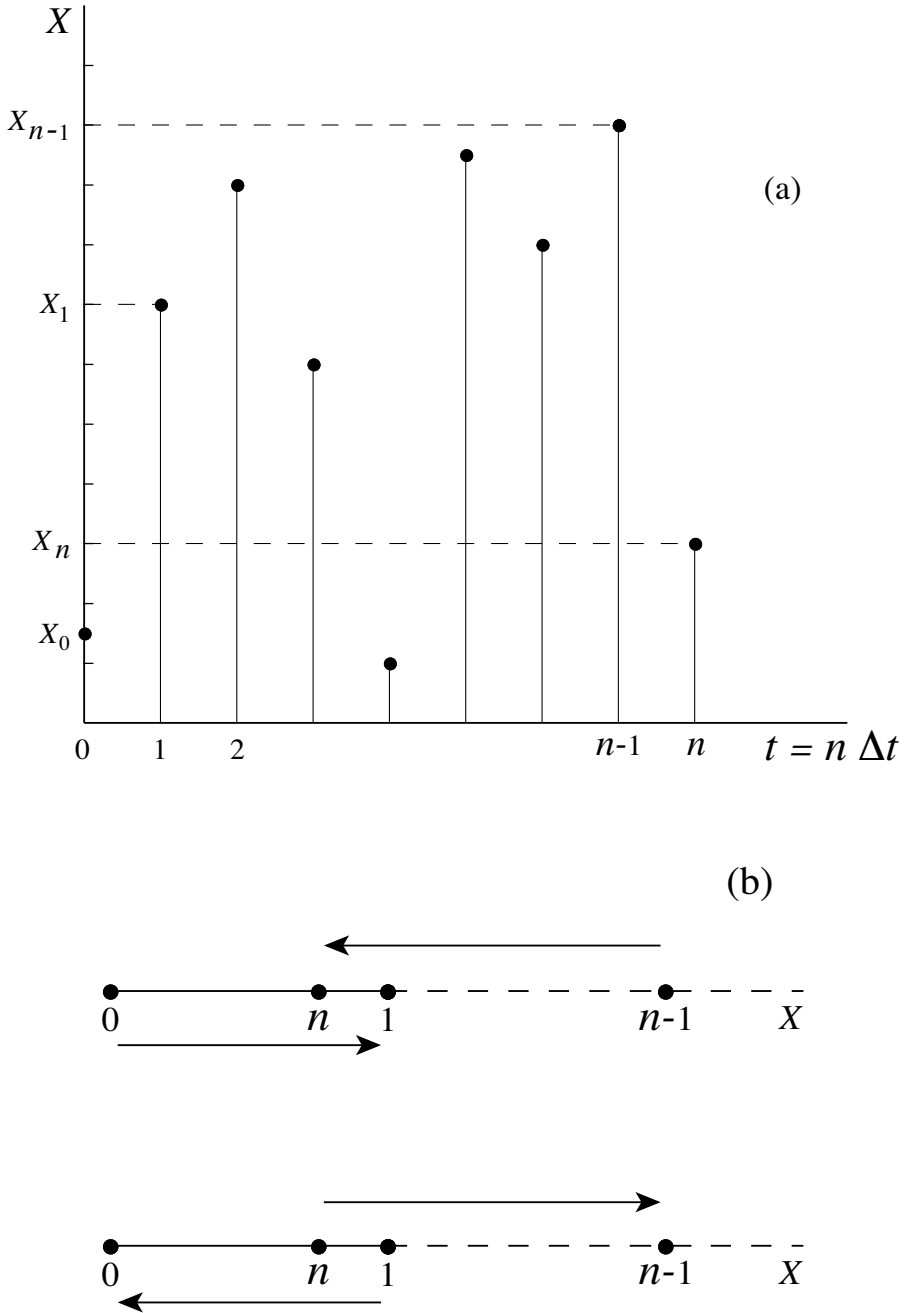 X
X_{n-1}
(a)
X_1
X_n
X_0
0 1 2 n-1 n t = n Δt
(b)
0 n 1 n-1 X
0 n 1 n-1 X